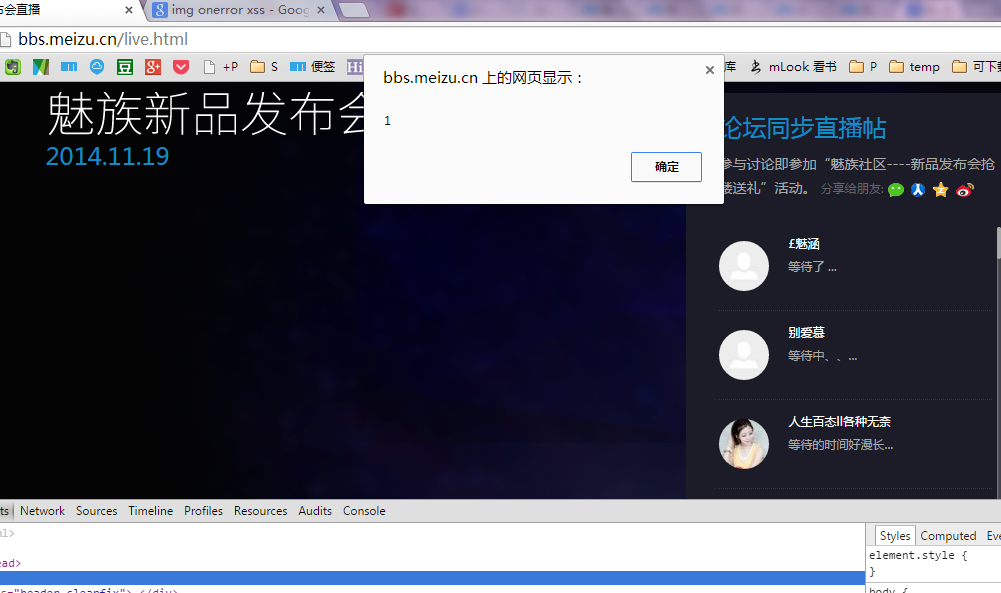 布会直播 × img onerror xss - Goog ×
bbs.meizu.cn/live.html
+P S 便签 库 mLook 看书 P temp 可下载
bbs.meizu.cn 上的网页显示： ×
1
确定
魅族新品发布会
2014.11.19
论坛同步直播帖
参与讨论即参加“魅族社区----新品发布会抢
楼送礼”活动。 分享给朋友:
£魅涵
等待了 ...
别爱慕
等待中、、...
人生百态ll各种无奈
等待的时间好漫长...
ts Network Sources Timeline Profiles Resources Audits Console
ml>
ead>
s="header clearfix"> </div>
Styles Computed Eve
element.style {
}
body {